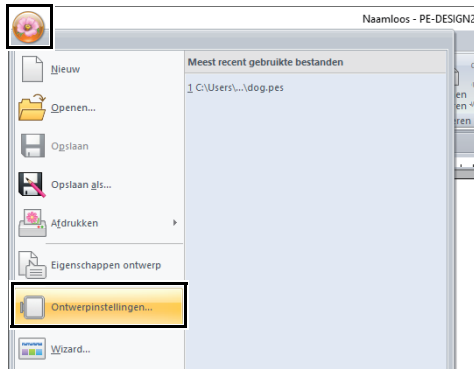 Naamloos - PE-DESIGN
Nieuw
Openen...
Opslaan
Opslaan als...
Afdrukken
Eigenschappen ontwerp
Ontwerpinstellingen...
Wizard...
Meest recent gebruikte bestanden
1 C:\Users\...\dog.pes